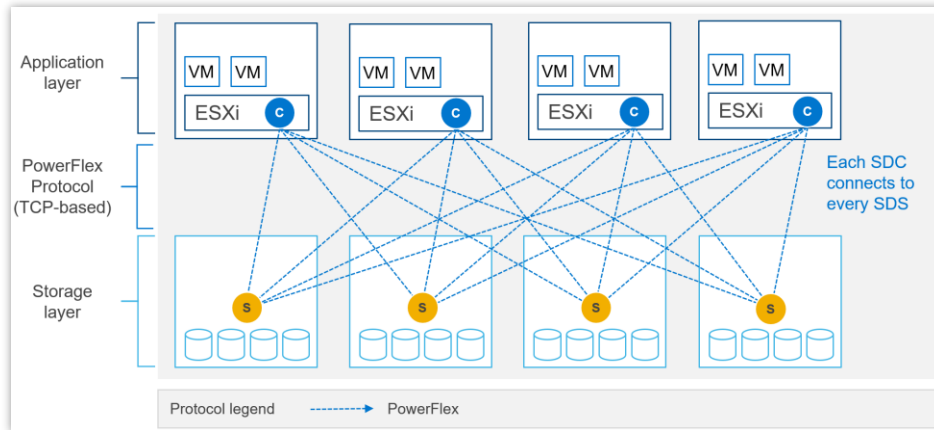 Application
layer
VM VM
VM VM
VM VM
VM VM
ESXi C
ESXi C
ESXi C
ESXi C
PowerFlex
Protocol
(TCP-based)
Each SDC
connects to
every SDS
Storage
layer
S
S
S
S
Protocol legend
PowerFlex